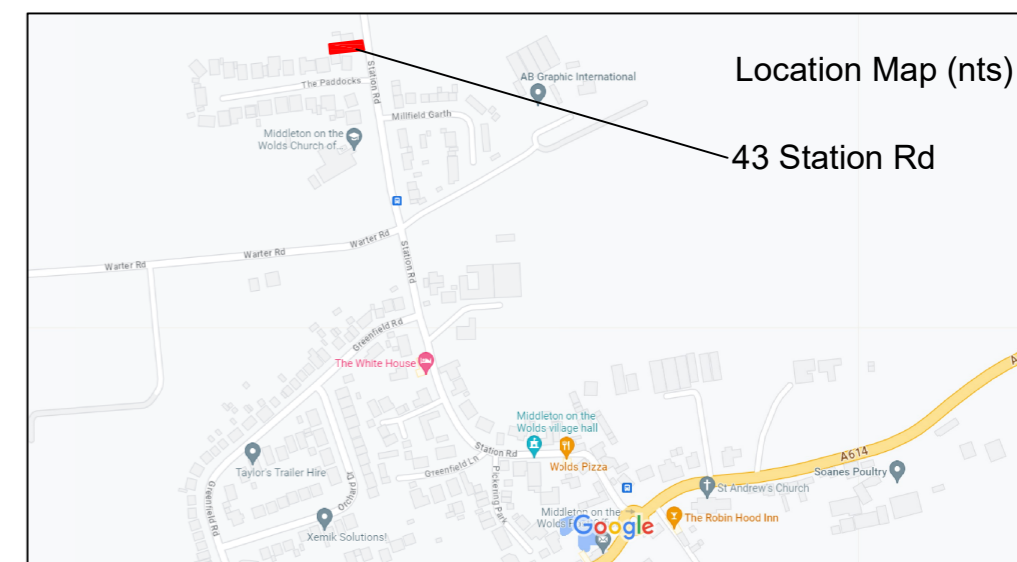 Location Map (nts)
43 Station Rd
AB Graphic International
Station Rd
The Paddocks
Millfield Garth
Middleton on the
Wolds Church of...
Warter Rd
Warter Rd
Warter Rd
Station Rd
Greenfield Rd
The White House
Middleton on the
Wolds village hall
Station Rd
Wolds Pizza
Greenfield Ln
Taylor's Trailer Hire
Orchard Dr
Pickering Park
Greenfield Rd
A614
Soanes Poultry
St Andrew's Church
Middleton on the
The Robin Hood Inn
Google
Xemik Solutions!